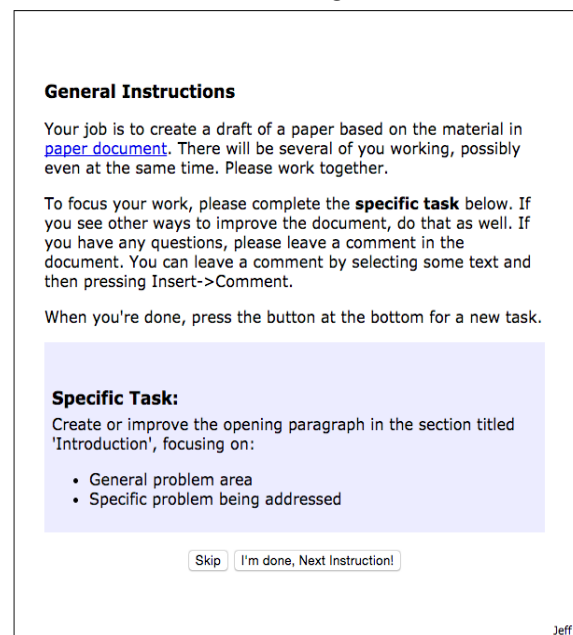 General Instructions
Your job is to create a draft of a paper based on the material in
paper document. There will be several of you working, possibly
even at the same time. Please work together.
To focus your work, please complete the specific task below. If
you see other ways to improve the document, do that as well. If
you have any questions, please leave a comment in the
document. You can leave a comment by selecting some text and
then pressing Insert->Comment.
When you're done, press the button at the bottom for a new task.
Specific Task:
Create or improve the opening paragraph in the section titled
'Introduction', focusing on:
• General problem area
• Specific problem being addressed
Skip I'm done, Next Instruction!
Jeff